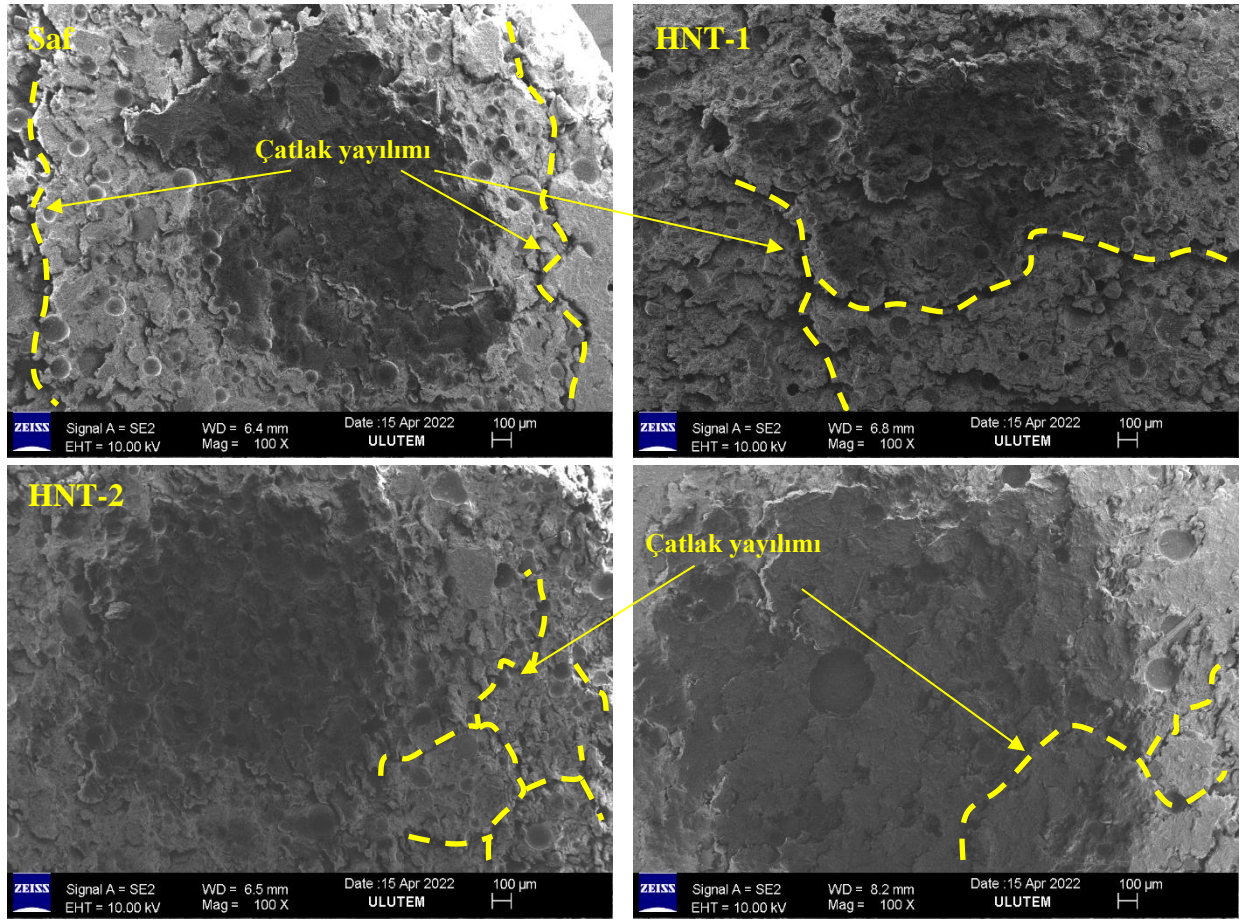 Saf
Çatlak yayılımı
ZEISS
Signal A = SE2
EHT = 10.00 kV
WD = 6.4 mm
Mag = 100 X
Date :15 Apr 2022
ULUTEM
100 µm
HNT-1
ZEISS
Signal A = SE2
EHT = 10.00 kV
WD = 6.8 mm
Mag = 100 X
Date :15 Apr 2022
ULUTEM
100 µm
HNT-2
Çatlak yayılımı
ZEISS
Signal A = SE2
EHT = 10.00 kV
WD = 6.5 mm
Mag = 100 X
Date :15 Apr 2022
ULUTEM
100 µm
ZEISS
Signal A = SE2
EHT = 10.00 kV
WD = 8.2 mm
Mag = 100 X
Date :15 Apr 2022
ULUTEM
100 µm